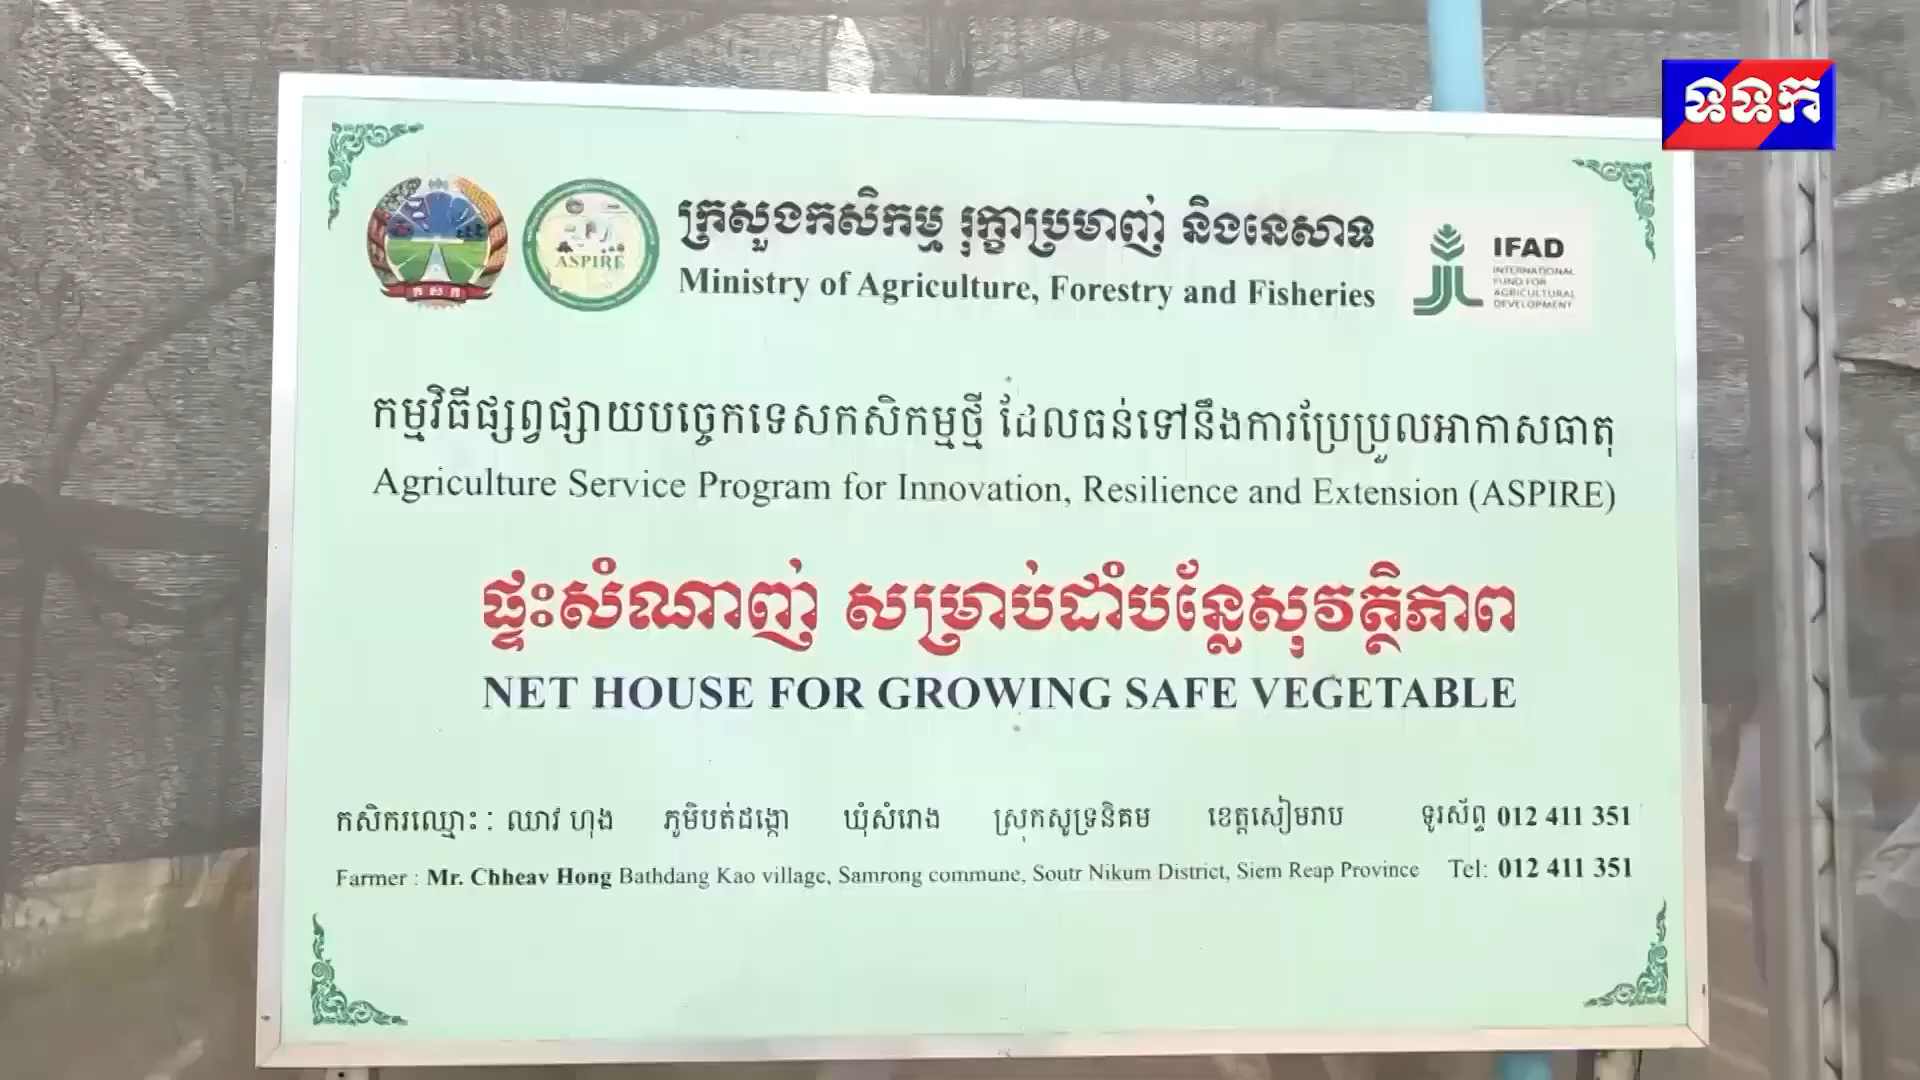 ទទក
ក្រសួងកសិកម្ម រុក្ខាប្រមាញ់ និងនេសាទ
Ministry of Agriculture, Forestry and Fisheries
ASPIRE
កសក
IFAD
INTERNATIONAL
FUND FOR
AGRICULTURAL
DEVELOPMENT
កម្មវិធីផ្សព្វផ្សាយបច្ចេកទេសកសិកម្មថ្មី ដែលធន់ទៅនឹងការប្រែប្រួលអាកាសធាតុ
Agriculture Service Program for Innovation, Resilience and Extension (ASPIRE)
ផ្ទះសំណាញ់ សម្រាប់ដាំបន្លែសុវត្ថិភាព
NET HOUSE FOR GROWING SAFE VEGETABLE
កសិករឈ្មោះ : ឈាវ ហុង ភូមិបត់ដង្កោ ឃុំសំរោង ស្រុកសូទ្រនិគម ខេត្តសៀមរាប ទូរស័ព្ទ 012 411 351
Farmer : Mr. Chheav Hong Bathdang Kao village, Samrong commune, Soutr Nikum District, Siem Reap Province Tel: 012 411 351